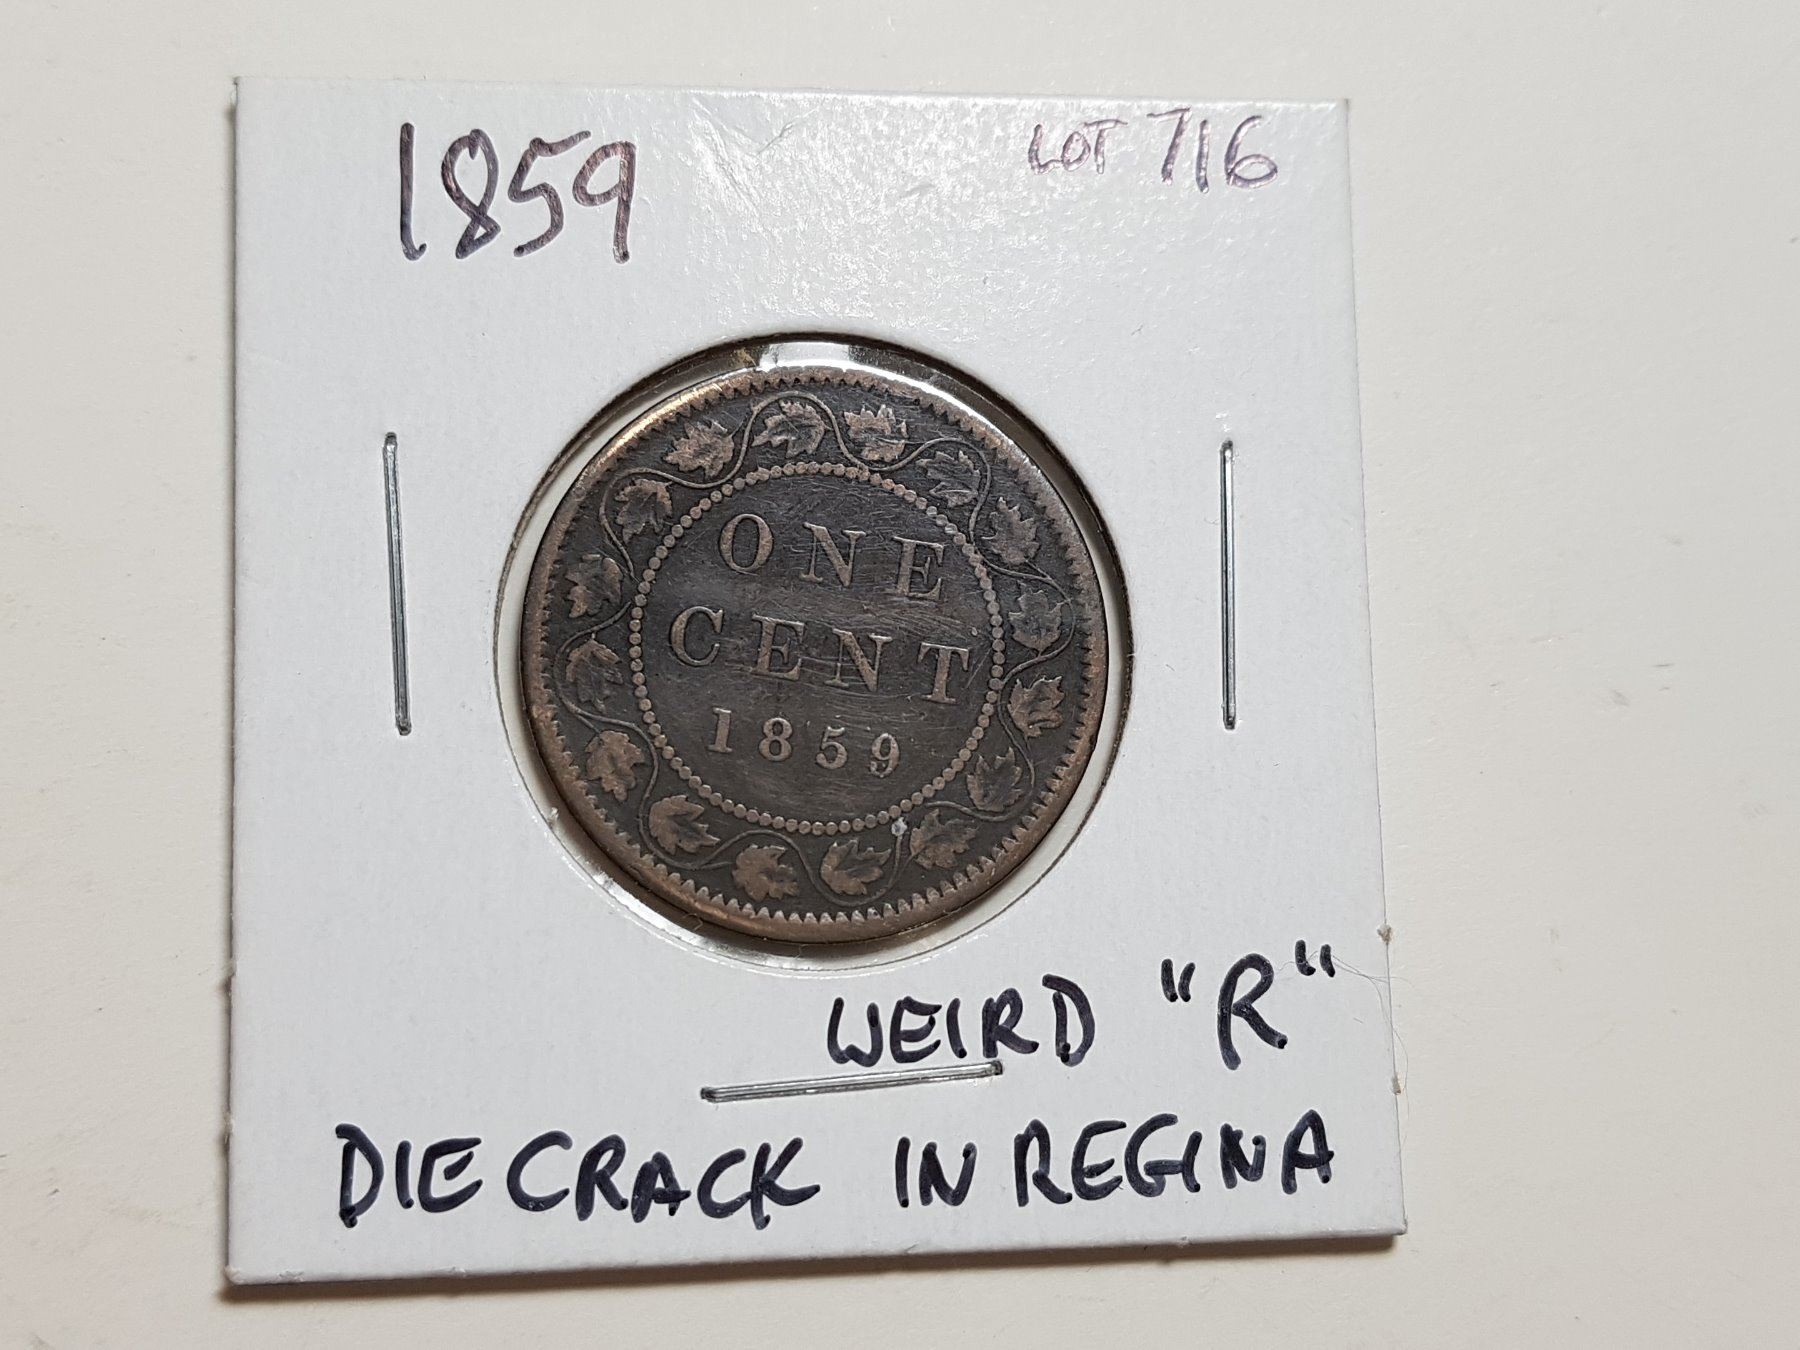 1859 LOT 716
ONE
CENT
1859
WEIRD "R"
DIE CRACK IN REGINA